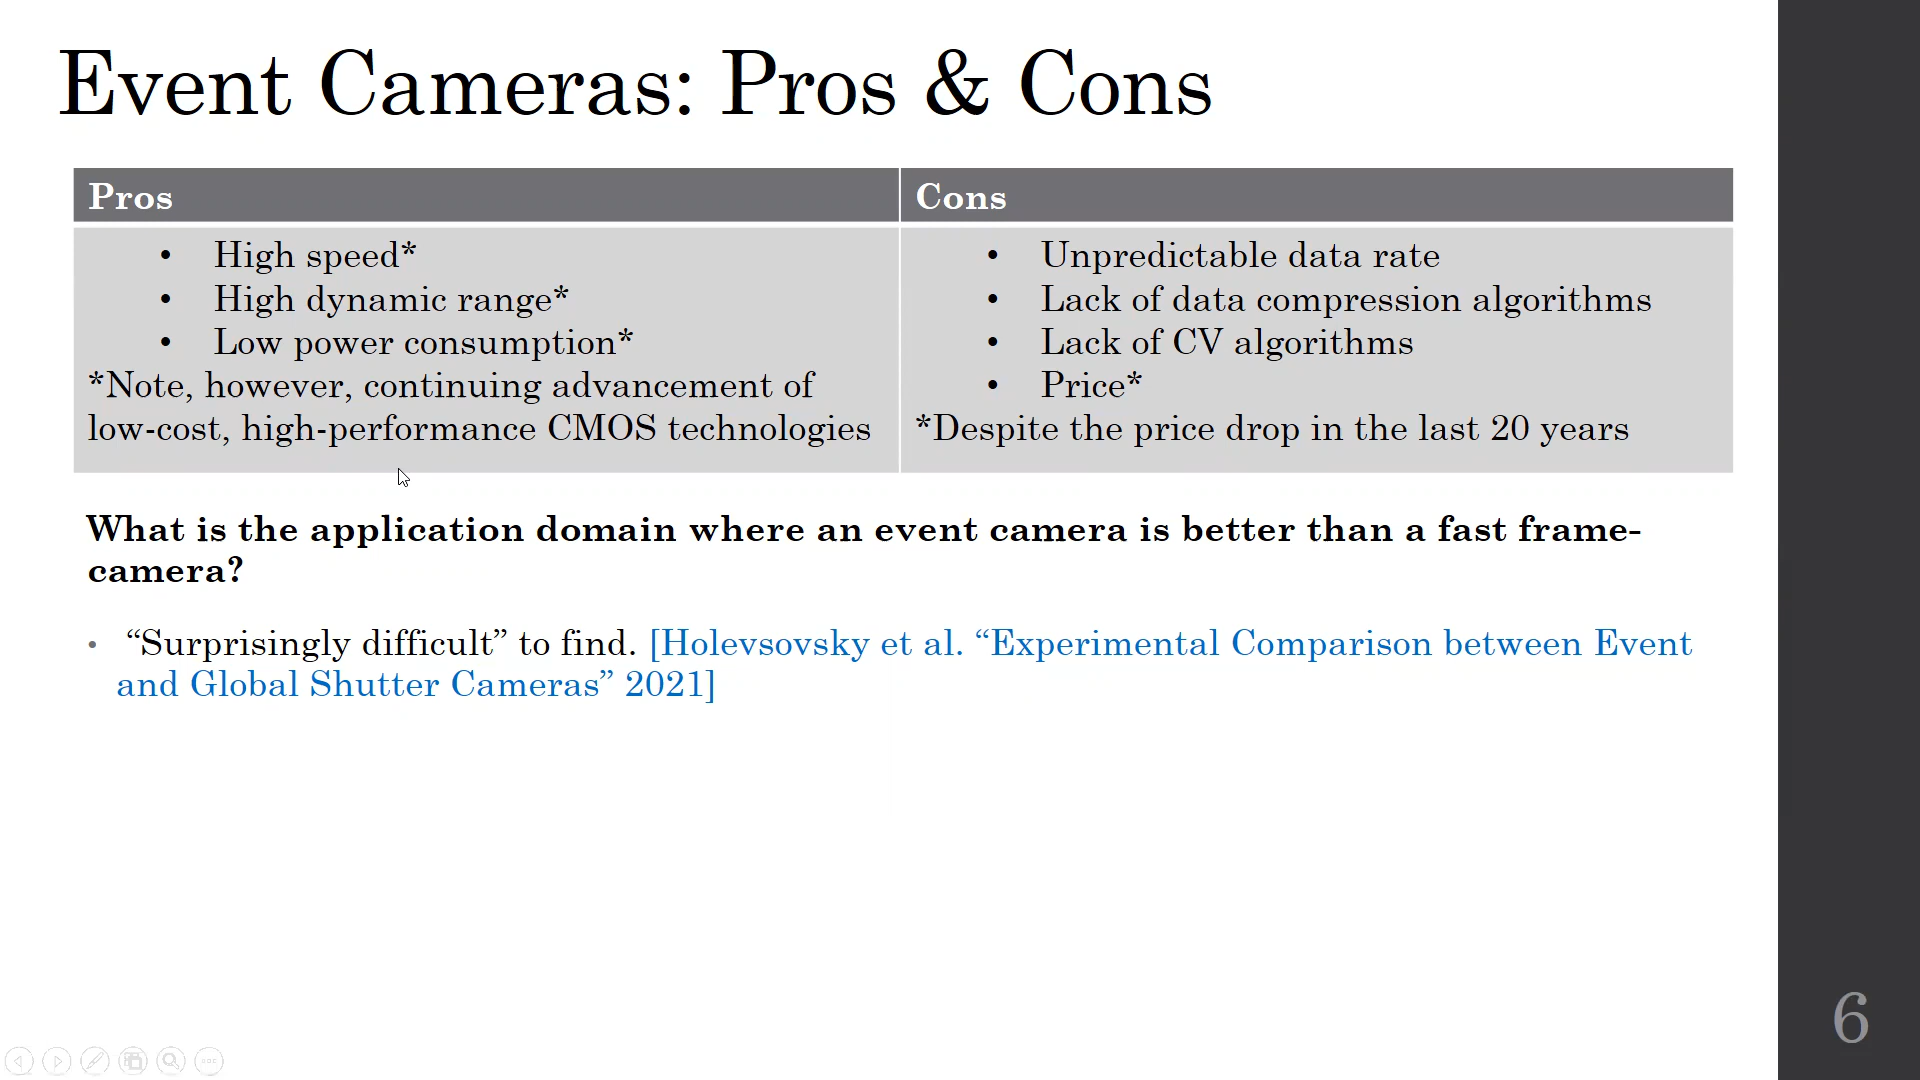 Event Cameras: Pros & Cons
Pros
Cons
• High speed*
• High dynamic range*
• Low power consumption*
*Note, however, continuing advancement of
low-cost, high-performance CMOS technologies
• Unpredictable data rate
• Lack of data compression algorithms
• Lack of CV algorithms
• Price*
*Despite the price drop in the last 20 years
What is the application domain where an event camera is better than a fast frame-
camera?
• “Surprisingly difficult” to find. [Holevsovsky et al. “Experimental Comparison between Event
and Global Shutter Cameras” 2021]
6